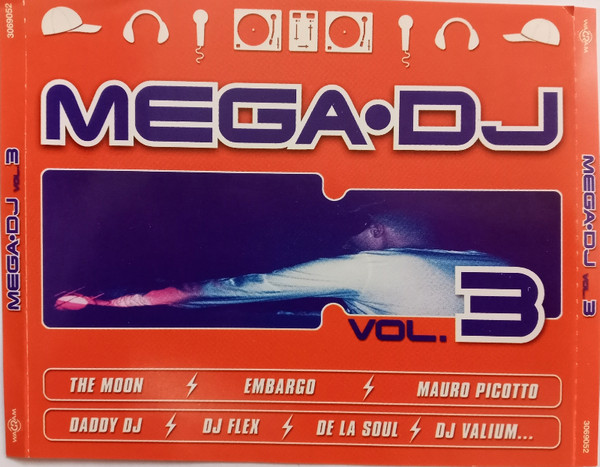 MEGA•DJ
VOL. 3
THE MOON EMBARGO MAURO PICOTTO
DADDY DJ DJ FLEX DE LA SOUL DJ VALIUM...
3069052
MEGA•DJ VOL. 3
MEGA•DJ VOL. 3
3069052